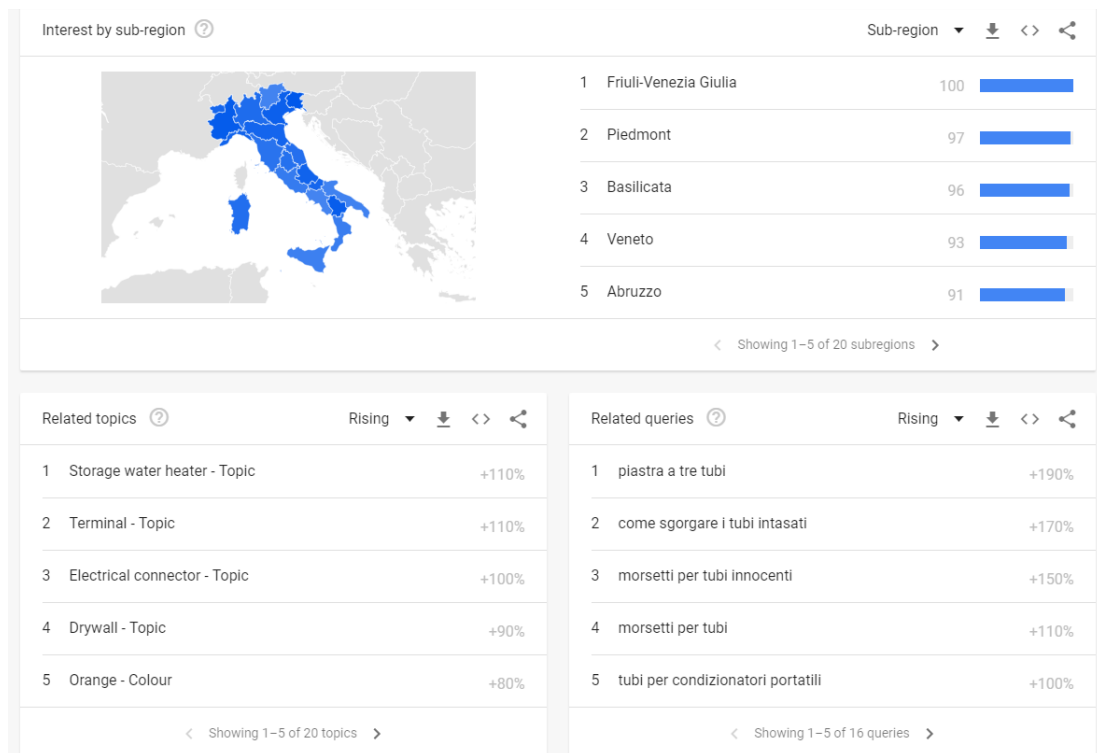 Interest by sub-region
Sub-region
1 Friuli-Venezia Giulia 100
2 Piedmont 97
3 Basilicata 96
4 Veneto 93
5 Abruzzo 91
Showing 1–5 of 20 subregions
Related topics Rising
1 Storage water heater - Topic +110%
2 Terminal - Topic +110%
3 Electrical connector - Topic +100%
4 Drywall - Topic +90%
5 Orange - Colour +80%
Showing 1–5 of 20 topics
Related queries Rising
1 piastra a tre tubi +190%
2 come sgorgare i tubi intasati +170%
3 morsetti per tubi innocenti +150%
4 morsetti per tubi +110%
5 tubi per condizionatori portatili +100%
Showing 1–5 of 16 queries